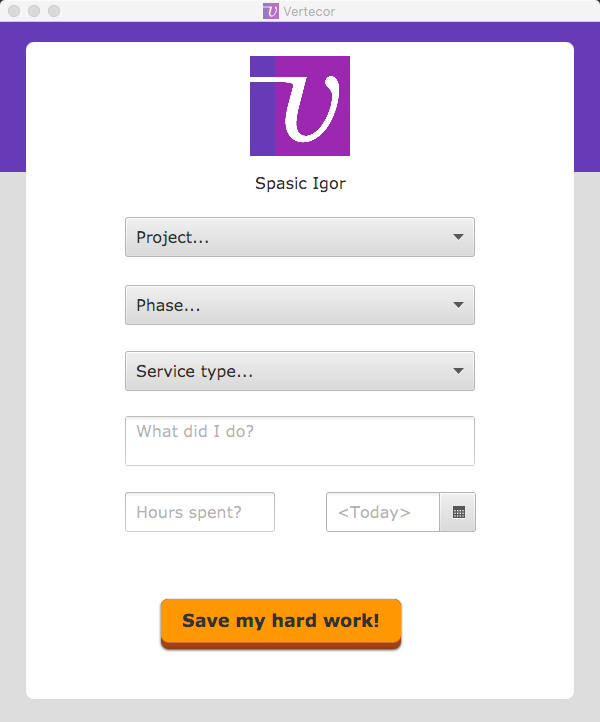 Vertecor
Spasic Igor
Project...
Phase...
Service type...
What did I do?
Hours spent?
<Today>
Save my hard work!